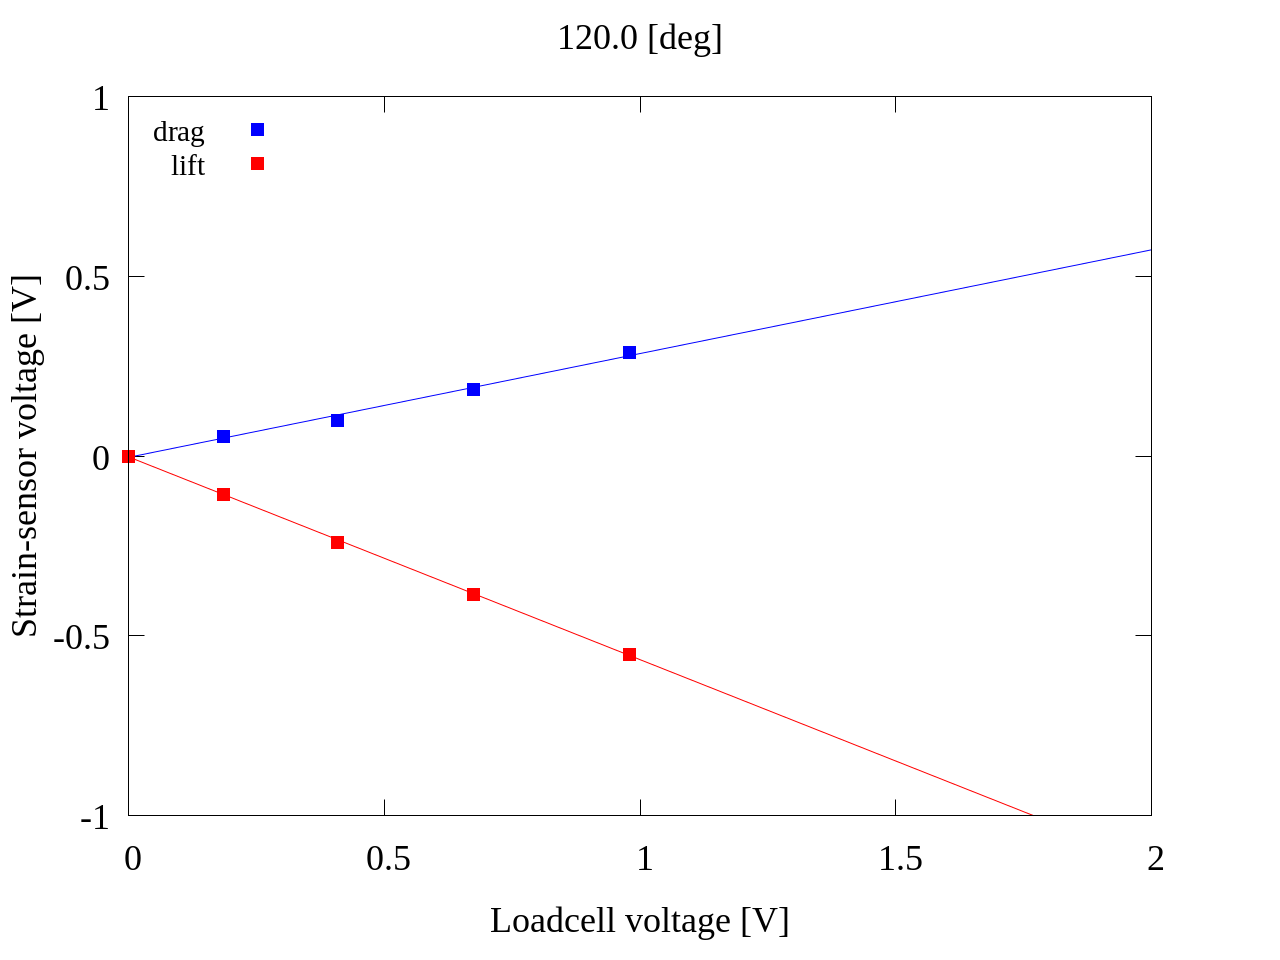 120.0 [deg]
1
drag
lift
0.5
0
-0.5
-1
Strain-sensor voltage [V]
0 0.5 1 1.5 2
Loadcell voltage [V]